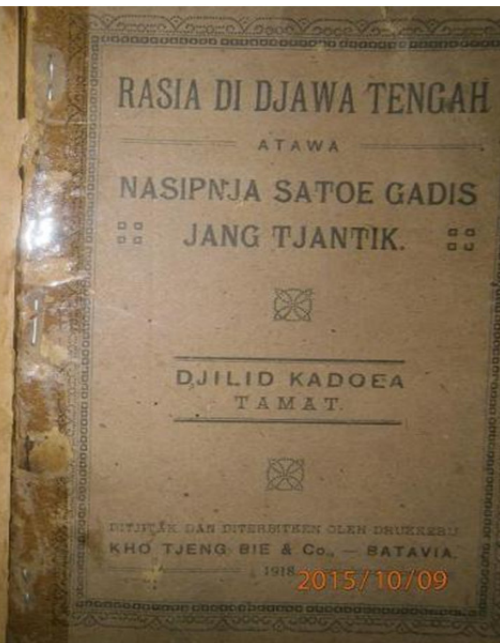 RASIA DI DJAWA TENGAH
ATAWA
NASIPNJA SATOE GADIS
JANG TJANTIK.
DJILID KADOEA
TAMAT.
DITJITAK DAN DITERBITKEN OLEH DRUKKERIJ
KHO TJENG BIE & Co., — BATAVIA.
1918
2015/10/09